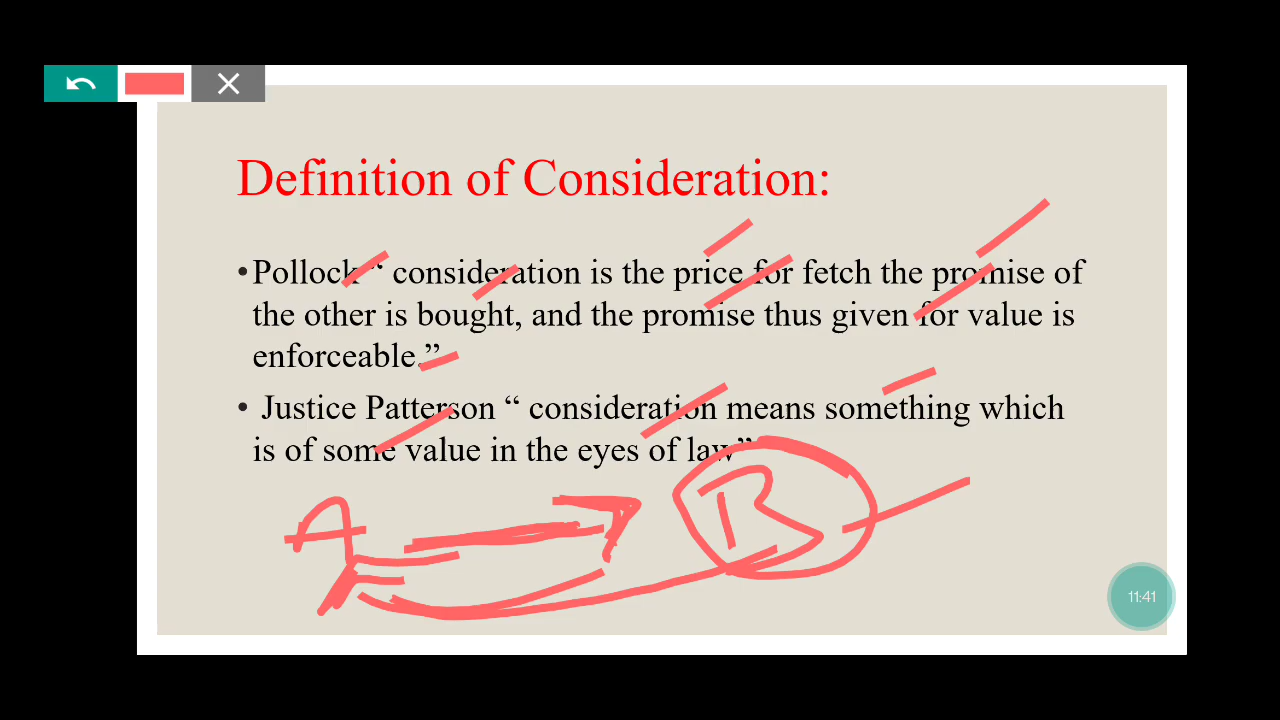 Definition of Consideration:
•Pollock “ consideration is the price for fetch the promise of
the other is bought, and the promise thus given for value is
enforceable.”
• Justice Patterson “ consideration means something which
is of some value in the eyes of law”
A B
11:41